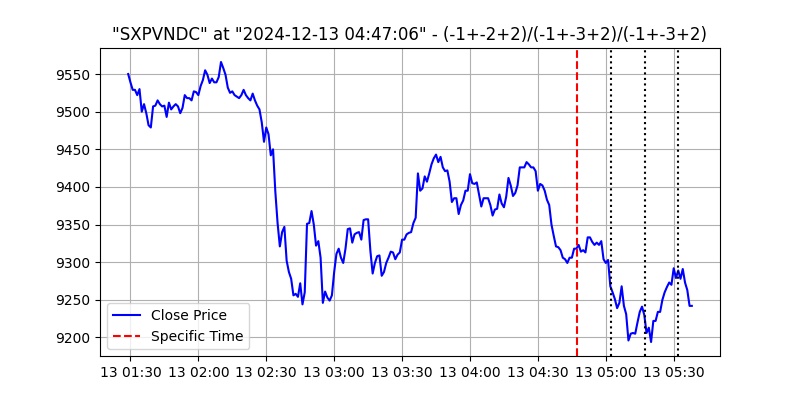 "SXPVNDC" at "2024-12-13 04:47:06" - (-1+-2+2)/(-1+-3+2)/(-1+-3+2)
9550
9500
9450
9400
9350
9300
9250
9200
Close Price
Specific Time
13 01:30 13 02:00 13 02:30 13 03:00 13 03:30 13 04:00 13 04:30 13 05:00 13 05:30